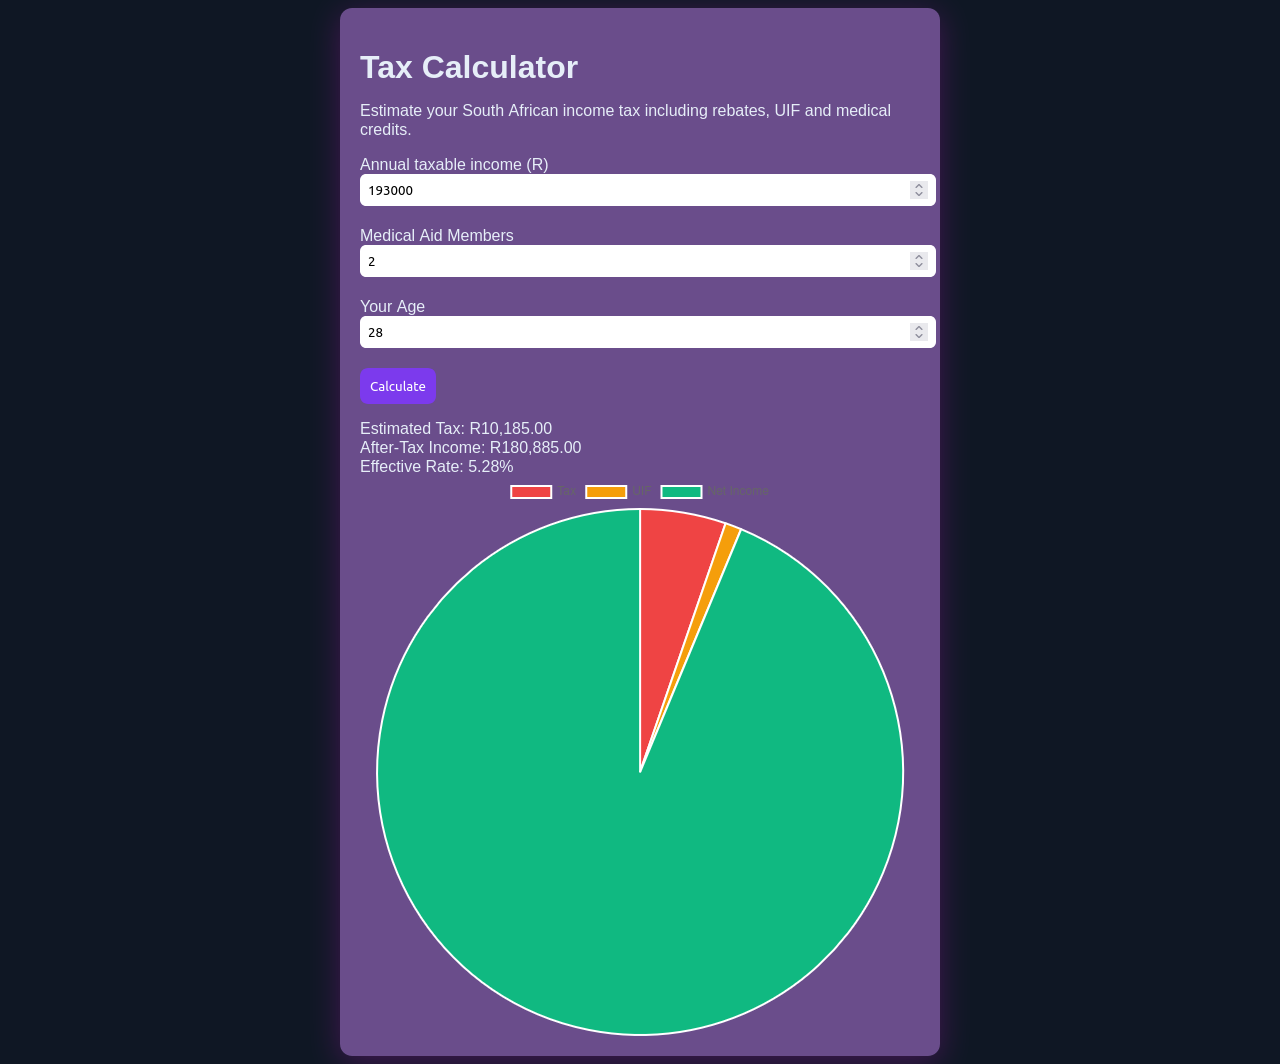 Tax Calculator
Estimate your South African income tax including rebates, UIF and medical
credits.
Annual taxable income (R)
193000
Medical Aid Members
2
Your Age
28
Calculate
Estimated Tax: R10,185.00
After-Tax Income: R180,885.00
Effective Rate: 5.28%
Tax UIF Net Income